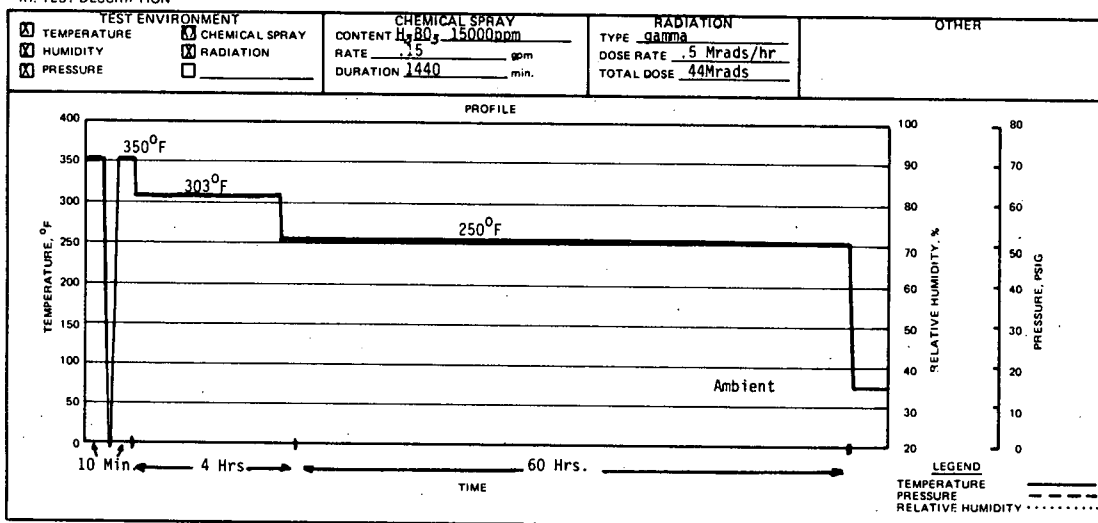 III. TEST DESCRIPTION
TEST ENVIRONMENT
X TEMPERATURE X CHEMICAL SPRAY
X HUMIDITY X RADIATION
X PRESSURE
CHEMICAL SPRAY
CONTENT H3BO3 15000ppm
RATE .15 gpm
DURATION 1440 min.
RADIATION
TYPE gamma
DOSE RATE .5 Mrads/hr
TOTAL DOSE 44Mrads
OTHER
PROFILE
TEMPERATURE, °F
400
350
300
250
200
150
100
50
0
350°F
303°F
250°F
Ambient
100
90
80
70
60
50
40
30
20
RELATIVE HUMIDITY, %
80
70
60
50
40
30
20
10
0
PRESSURE, PSIG
10 Min 4 Hrs 60 Hrs.
TIME
LEGEND
TEMPERATURE
PRESSURE
RELATIVE HUMIDITY